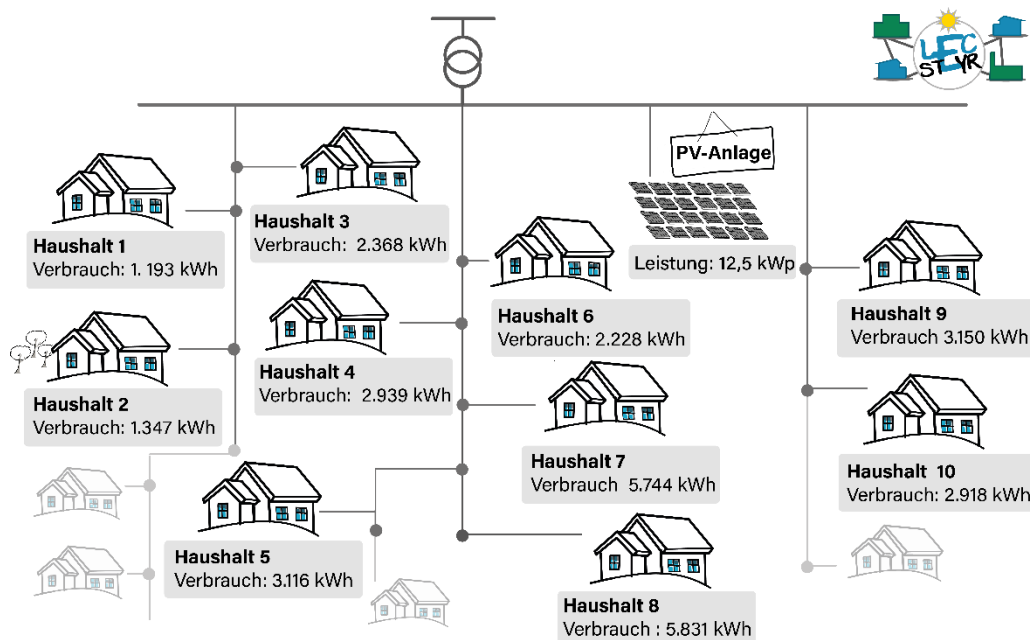 LEC
STEYR
PV-Anlage
Leistung: 12,5 kWp
Haushalt 1
Verbrauch: 1. 193 kWh
Haushalt 2
Verbrauch: 1.347 kWh
Haushalt 3
Verbrauch: 2.368 kWh
Haushalt 4
Verbrauch: 2.939 kWh
Haushalt 5
Verbrauch: 3.116 kWh
Haushalt 6
Verbrauch: 2.228 kWh
Haushalt 7
Verbrauch 5.744 kWh
Haushalt 8
Verbrauch : 5.831 kWh
Haushalt 9
Verbrauch 3.150 kWh
Haushalt 10
Verbrauch: 2.918 kWh